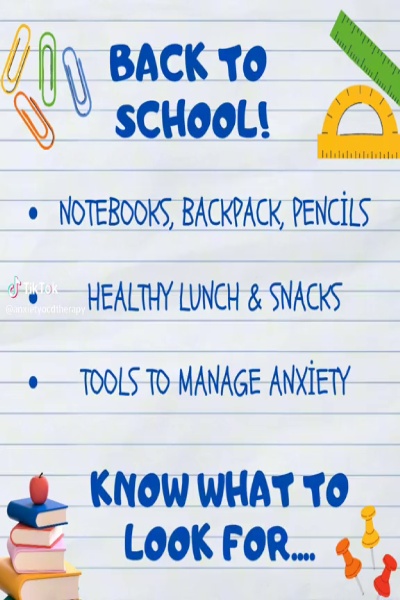 BACK TO
SCHOOL!
• NOTEBOOKS, BACKPACK, PENCİLS
• HEALTHY LUNCH & SNACKS
TikTok
• TOOLS TO MANAGE ANXİETY
KNOW WHAT TO
LOOK FOR....